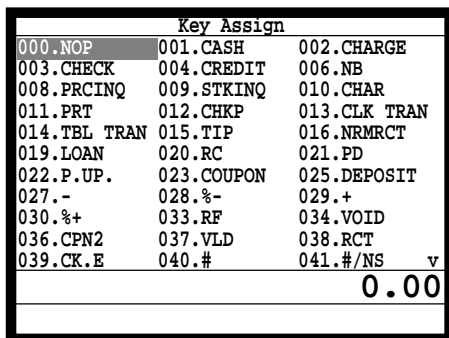 Key Assign
000.NOP 001.CASH 002.CHARGE
003.CHECK 004.CREDIT 006.NB
008.PRCINQ 009.STKINQ 010.CHAR
011.PRT 012.CHKP 013.CLK TRAN
014.TBL TRAN 015.TIP 016.NRMRCT
019.LOAN 020.RC 021.PD
022.P.UP. 023.COUPON 025.DEPOSIT
027.- 028.%- 029.+
030.%+ 033.RF 034.VOID
036.CPN2 037.VLD 038.RCT
039.CK.E 040.# 041.#/NS v
0.00